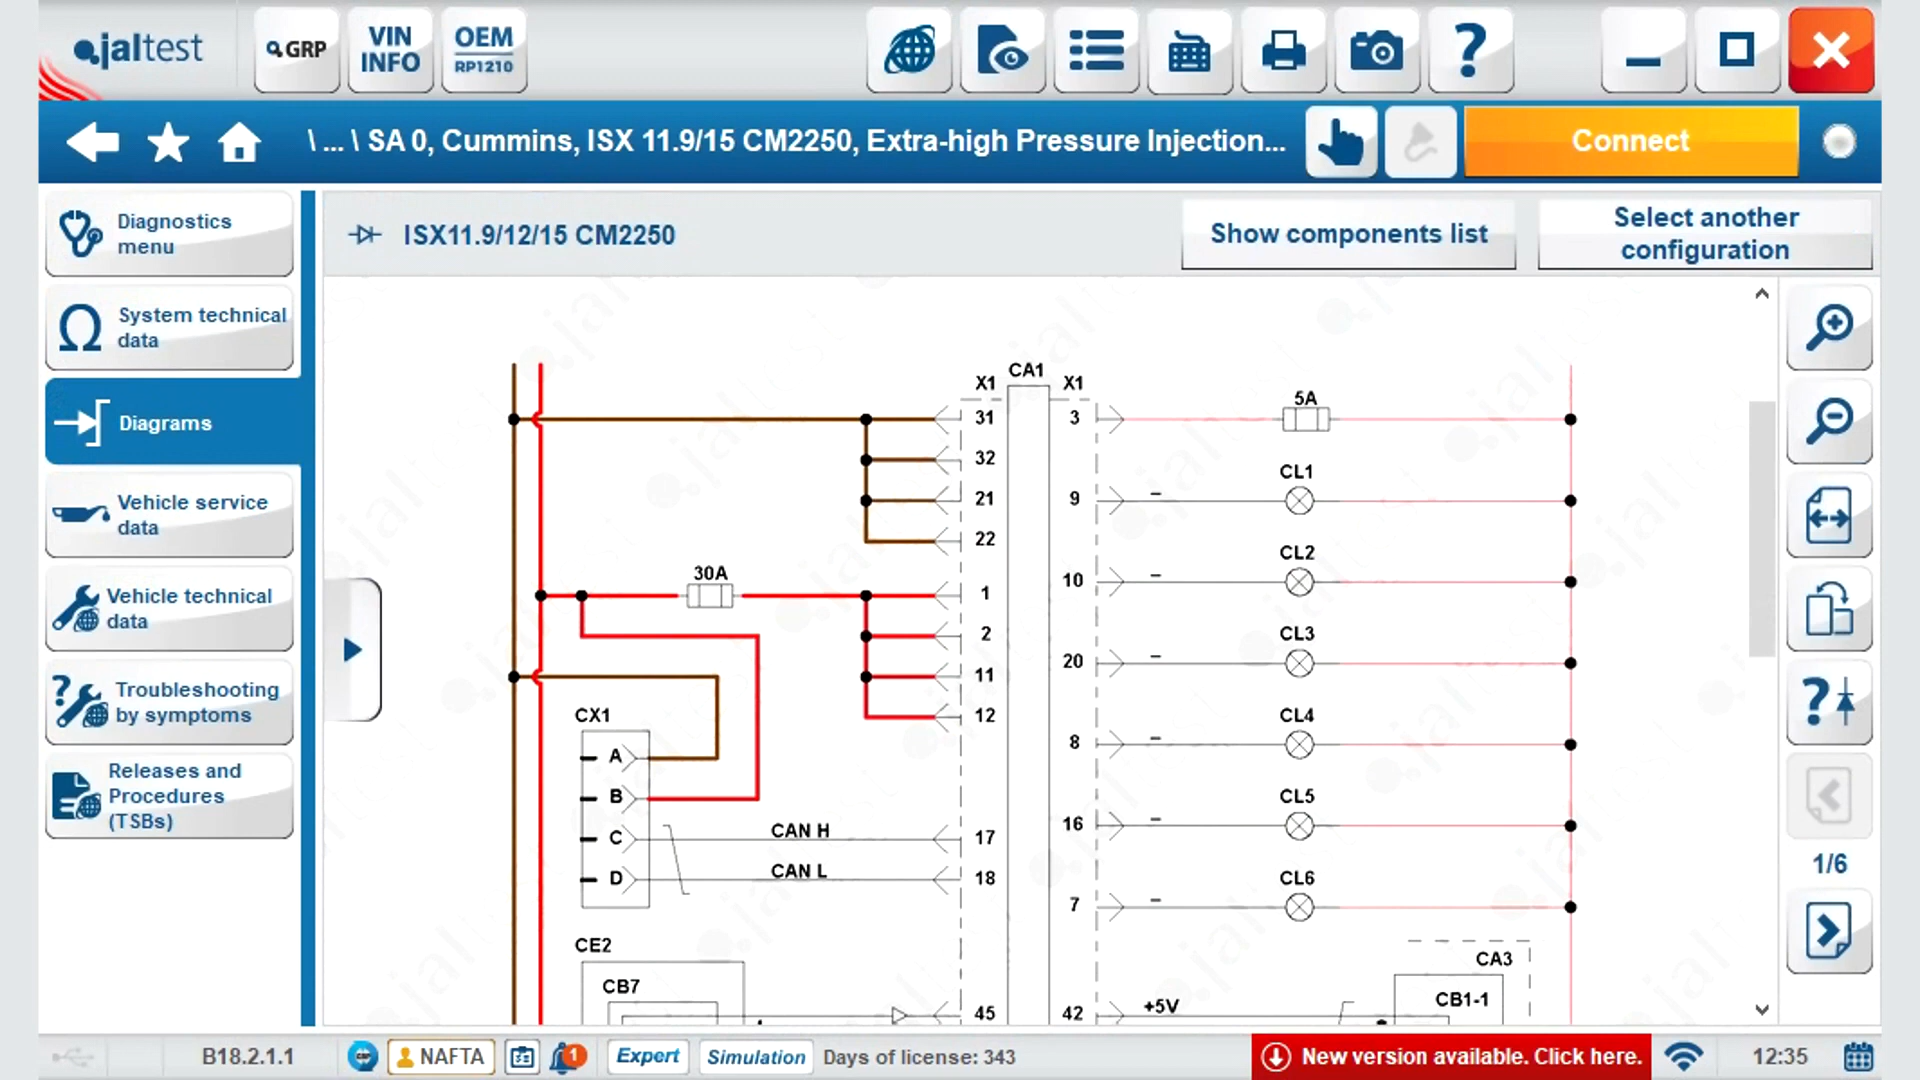 jaltest
GRP
VIN
INFO
OEM
RP1210
?
\ ... \ SA 0, Cummins, ISX 11.9/15 CM2250, Extra-high Pressure Injection...
Connect
Diagnostics
menu
System technical
data
Diagrams
Vehicle service
data
Vehicle technical
data
Troubleshooting
by symptoms
Releases and
Procedures
(TSBs)
ISX11.9/12/15 CM2250
Show components list
Select another
configuration
X1 CA1 X1
31 3 5A
32
21 9 – CL1
22
10 – CL2
30A 1
2 20 – CL3
11
12 8 – CL4
CX1
A
B 16 – CL5
C CAN H 17
D CAN L 18
7 – CL6
CE2
CB7
45 42 +5V
CA3
CB1-1
1/6
B18.2.1.1
NAFTA
1
Expert
Simulation
Days of license: 343
New version available. Click here.
12:35